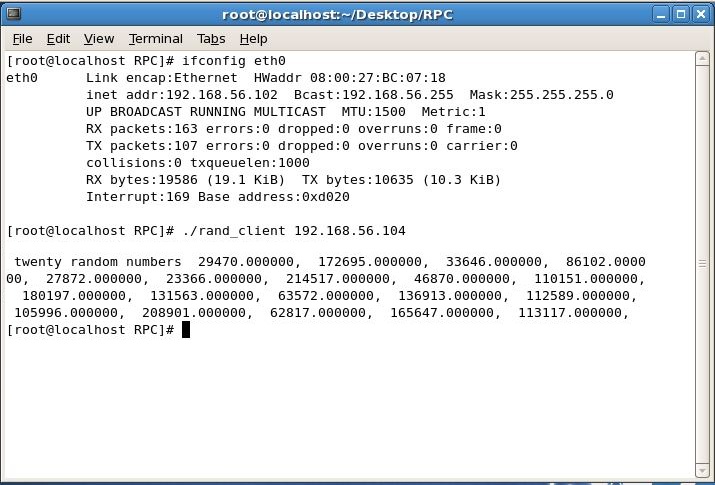 root@localhost:~/Desktop/RPC
File Edit View Terminal Tabs Help
[root@localhost RPC]# ifconfig eth0
eth0      Link encap:Ethernet  HWaddr 08:00:27:BC:07:18
          inet addr:192.168.56.102  Bcast:192.168.56.255  Mask:255.255.255.0
          UP BROADCAST RUNNING MULTICAST  MTU:1500  Metric:1
          RX packets:163 errors:0 dropped:0 overruns:0 frame:0
          TX packets:107 errors:0 dropped:0 overruns:0 carrier:0
          collisions:0 txqueuelen:1000
          RX bytes:19586 (19.1 KiB)  TX bytes:10635 (10.3 KiB)
          Interrupt:169 Base address:0xd020
[root@localhost RPC]# ./rand_client 192.168.56.104
 twenty random numbers  29470.000000,  172695.000000,  33646.000000,  86102.0000
00,  27872.000000,  23366.000000,  214517.000000,  46870.000000,  110151.000000,
  180197.000000,  131563.000000,  63572.000000,  136913.000000,  112589.000000,
 105996.000000,  208901.000000,  62817.000000,  165647.000000,  113117.000000,
[root@localhost RPC]#